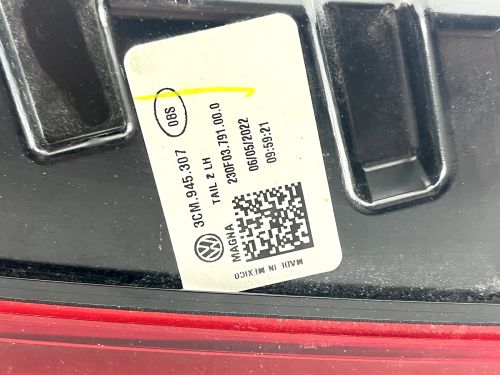 08S
3CM.945.307
TAIL 2 LH
230F03.791.00.0
MAGNA
06/05/2022
09:59:21
MADE IN MEXICO